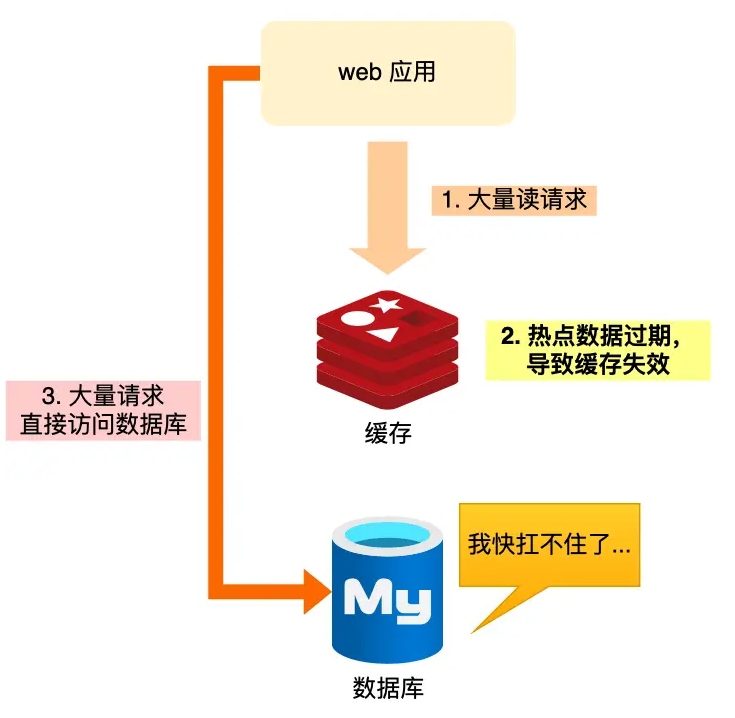 web 应用
1. 大量读请求
2. 热点数据过期，
导致缓存失效
3. 大量请求
直接访问数据库
缓存
我快扛不住了...
My
数据库